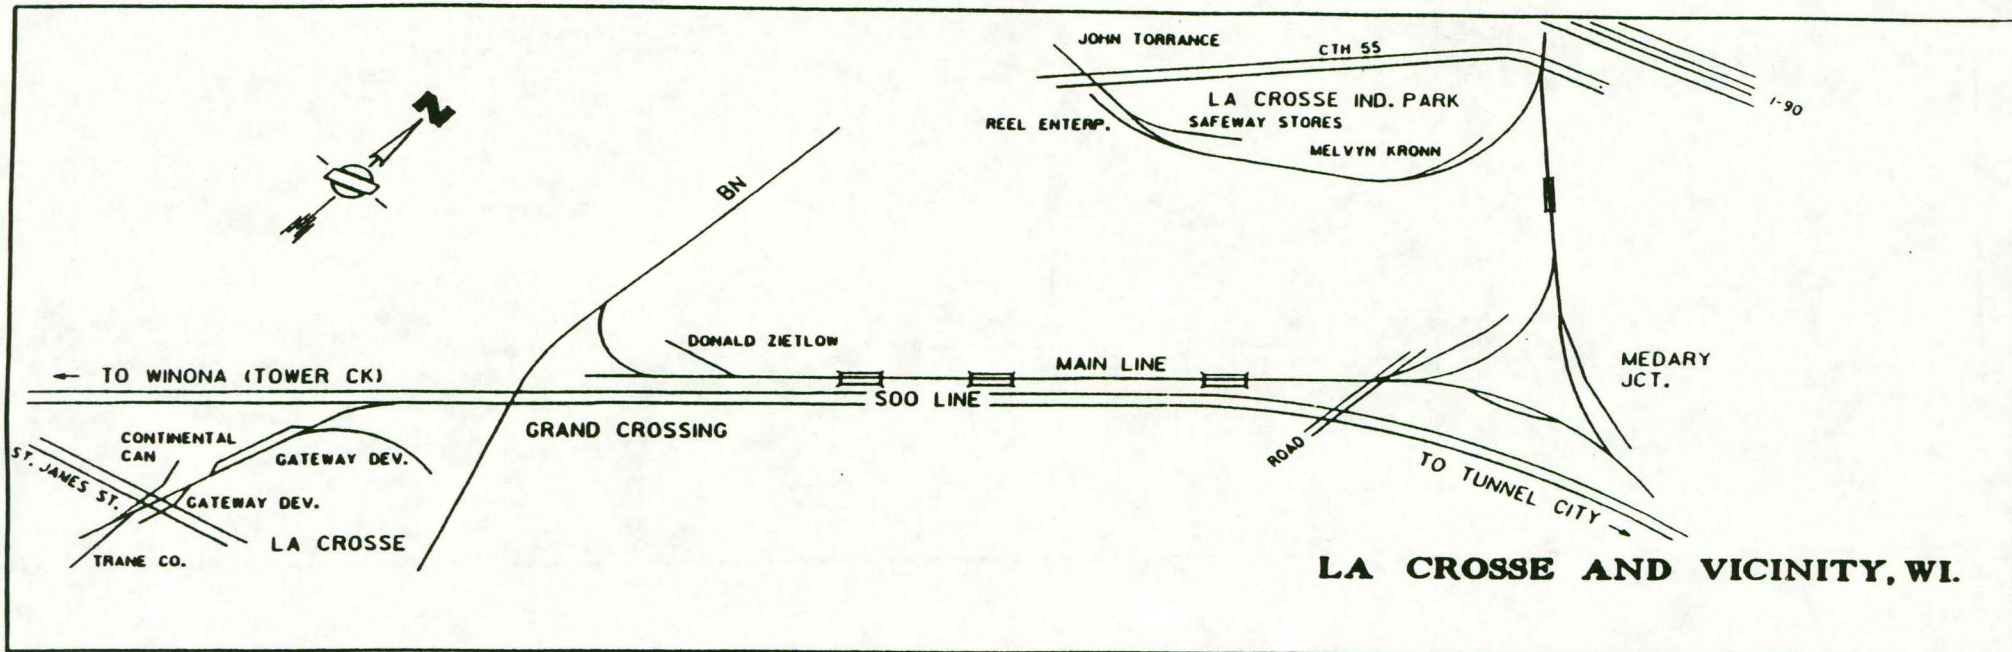 JOHN TORRANCE
CTH 55
I-90
LA CROSSE IND. PARK
REEL ENTERP.
SAFEWAY STORES
MELVYN KRONN
N
BN
DONALD ZIETLOW
MAIN LINE
MEDARY
JCT.
← TO WINONA (TOWER CK)
SOO LINE
GRAND CROSSING
CONTINENTAL
CAN
GATEWAY DEV.
ROAD
ST. JAMES ST.
GATEWAY DEV.
TO TUNNEL CITY →
LA CROSSE
TRANE CO.
LA CROSSE AND VICINITY, WI.